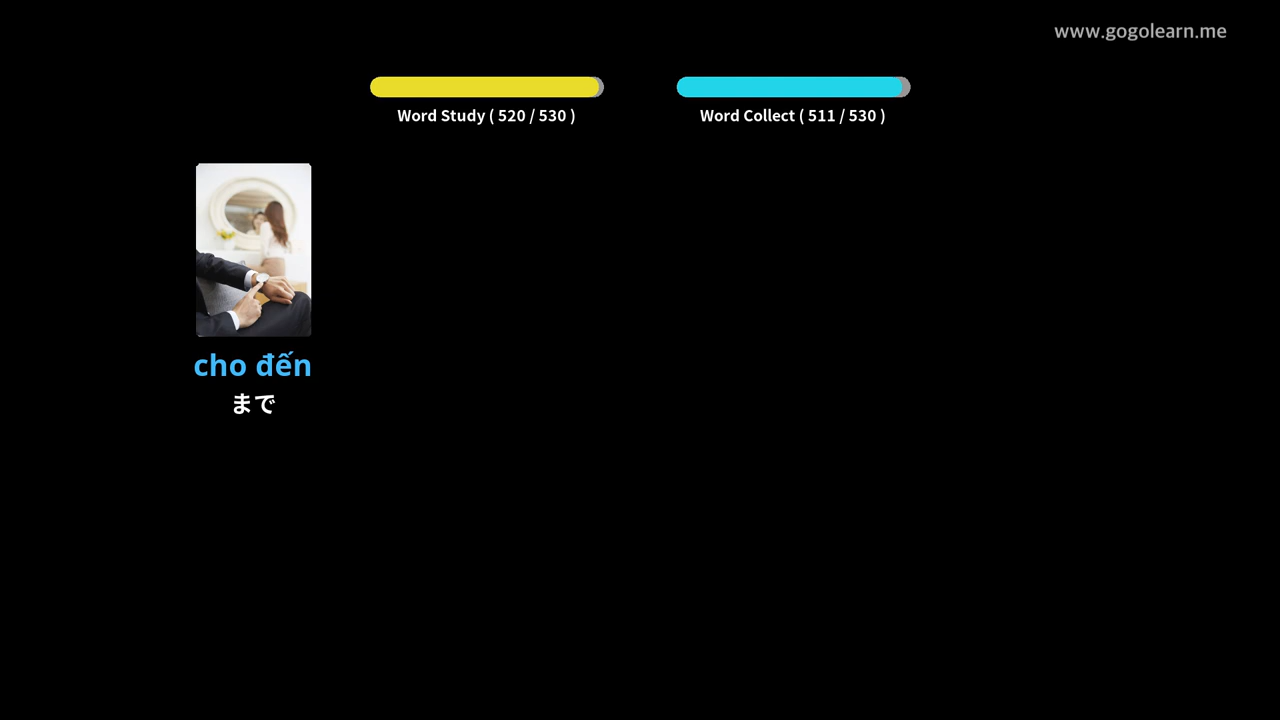 www.gogolearn.me
Word Study ( 520 / 530 )
Word Collect ( 511 / 530 )
cho đến
まで